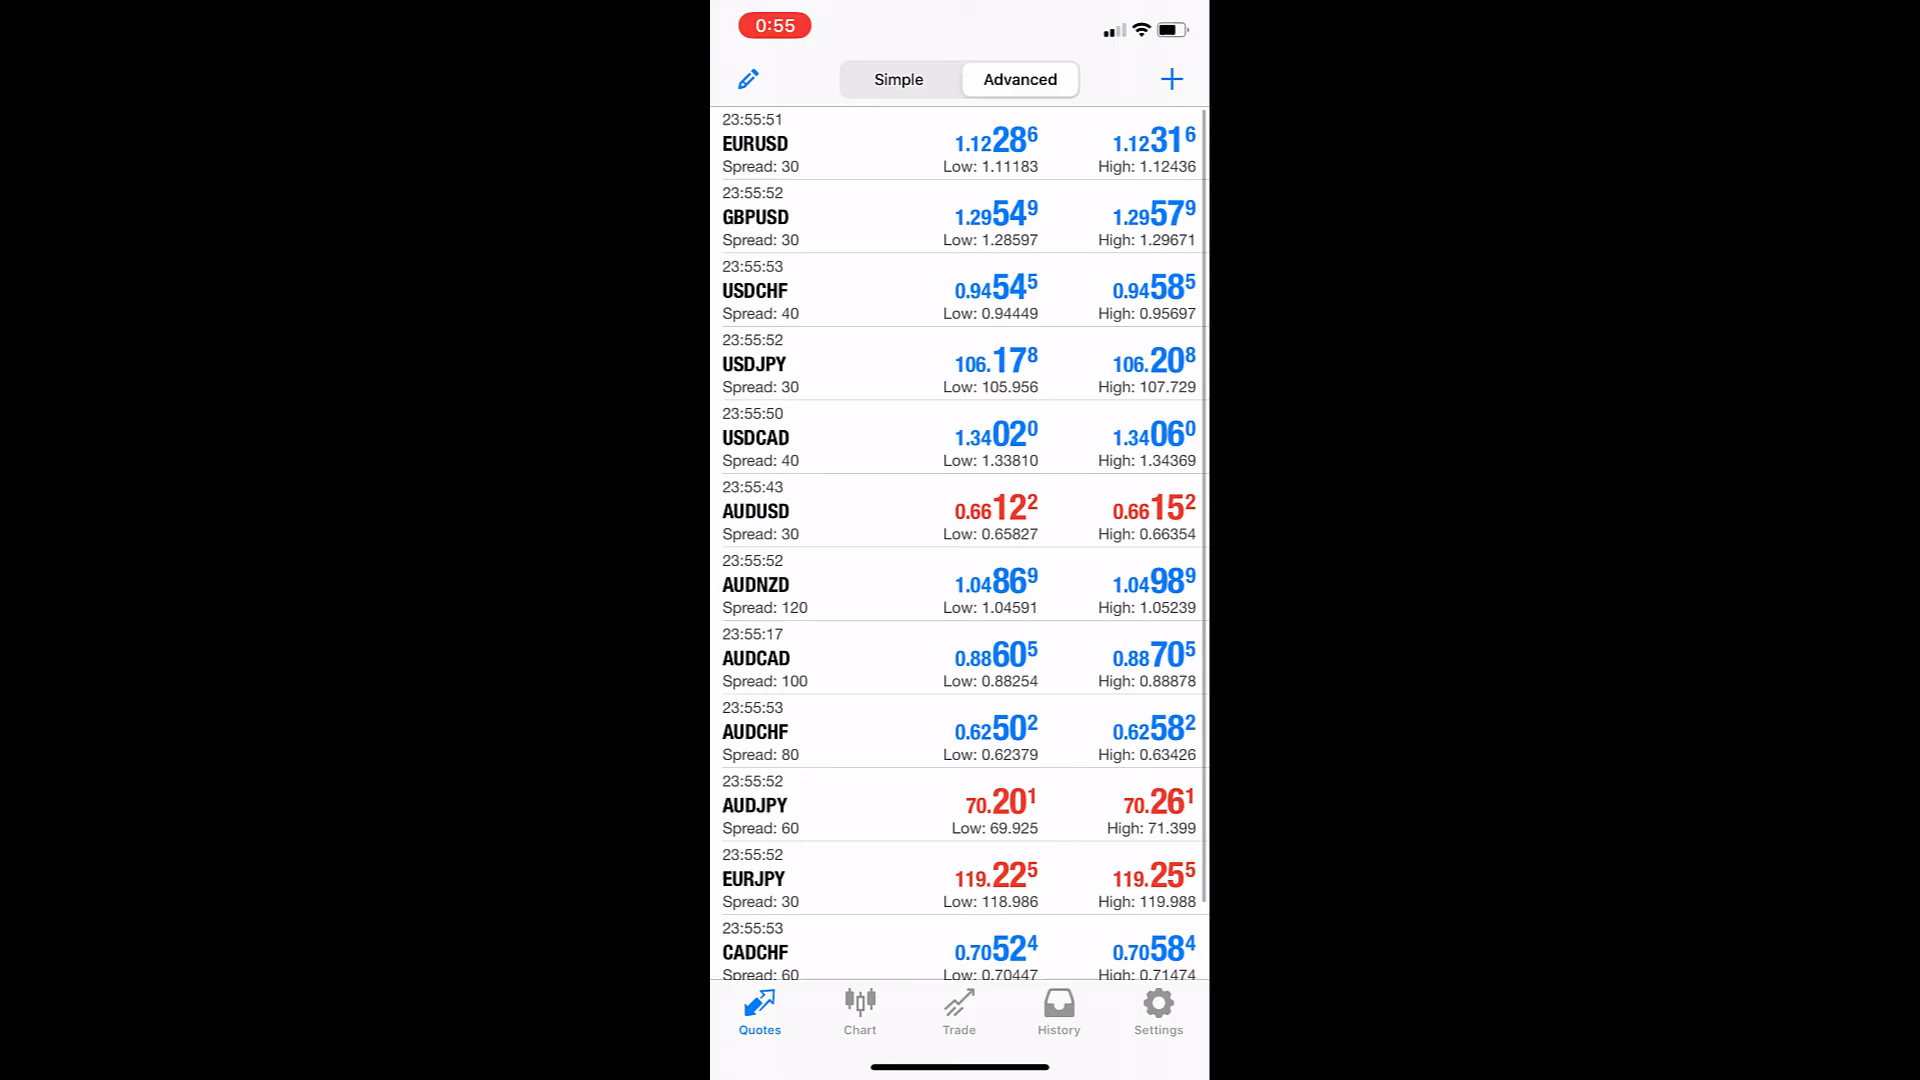 0:55
Simple Advanced
23:55:51
EURUSD 1.12286 1.12316
Spread: 30 Low: 1.11183 High: 1.12436
23:55:52
GBPUSD 1.29549 1.29579
Spread: 30 Low: 1.28597 High: 1.29671
23:55:53
USDCHF 0.94545 0.94585
Spread: 40 Low: 0.94449 High: 0.95697
23:55:52
USDJPY 106.178 106.208
Spread: 30 Low: 105.956 High: 107.729
23:55:50
USDCAD 1.34020 1.34060
Spread: 40 Low: 1.33810 High: 1.34369
23:55:43
AUDUSD 0.66122 0.66152
Spread: 30 Low: 0.65827 High: 0.66354
23:55:52
AUDNZD 1.04869 1.04989
Spread: 120 Low: 1.04591 High: 1.05239
23:55:17
AUDCAD 0.88605 0.88705
Spread: 100 Low: 0.88254 High: 0.88878
23:55:53
AUDCHF 0.62502 0.62582
Spread: 80 Low: 0.62379 High: 0.63426
23:55:52
AUDJPY 70.201 70.261
Spread: 60 Low: 69.925 High: 71.399
23:55:52
EURJPY 119.225 119.255
Spread: 30 Low: 118.986 High: 119.988
23:55:53
CADCHF 0.70524 0.70584
Spread: 60 Low: 0.70447 High: 0.71474
Quotes Chart Trade History Settings